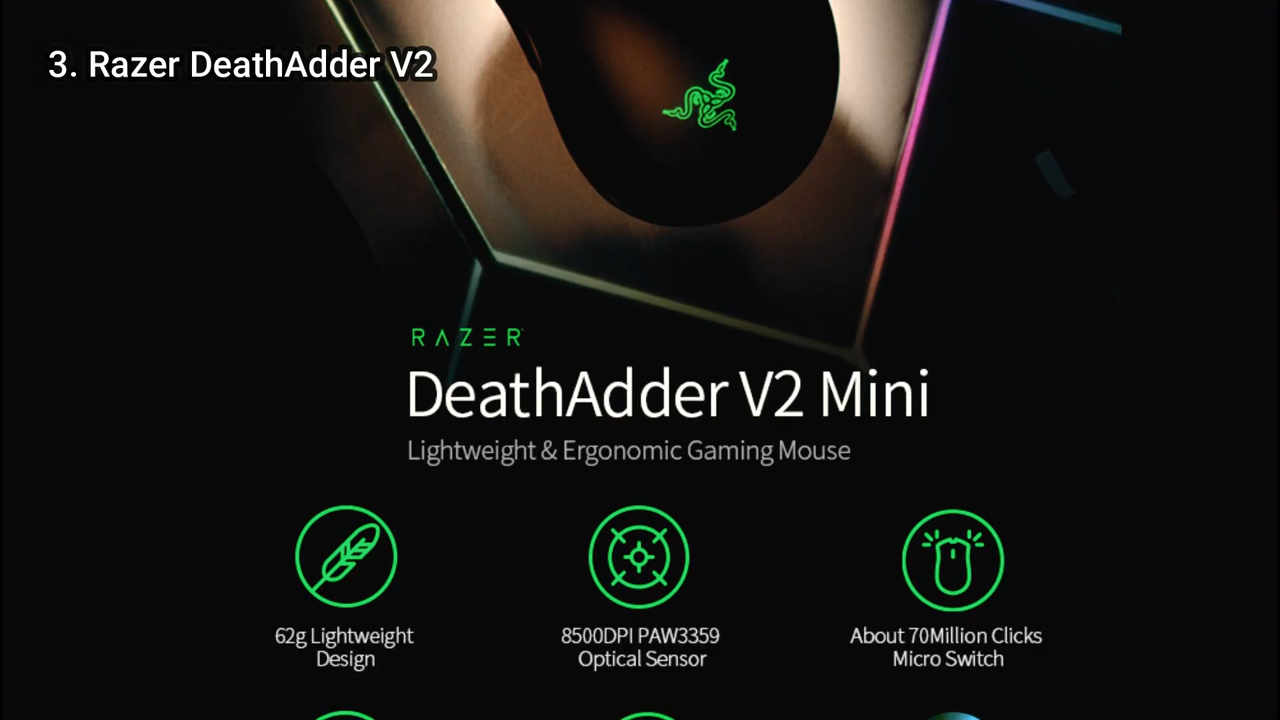 3. Razer DeathAdder V2
RAZER
DeathAdder V2 Mini
Lightweight & Ergonomic Gaming Mouse
62g Lightweight
Design
8500DPI PAW3359
Optical Sensor
About 70Million Clicks
Micro Switch